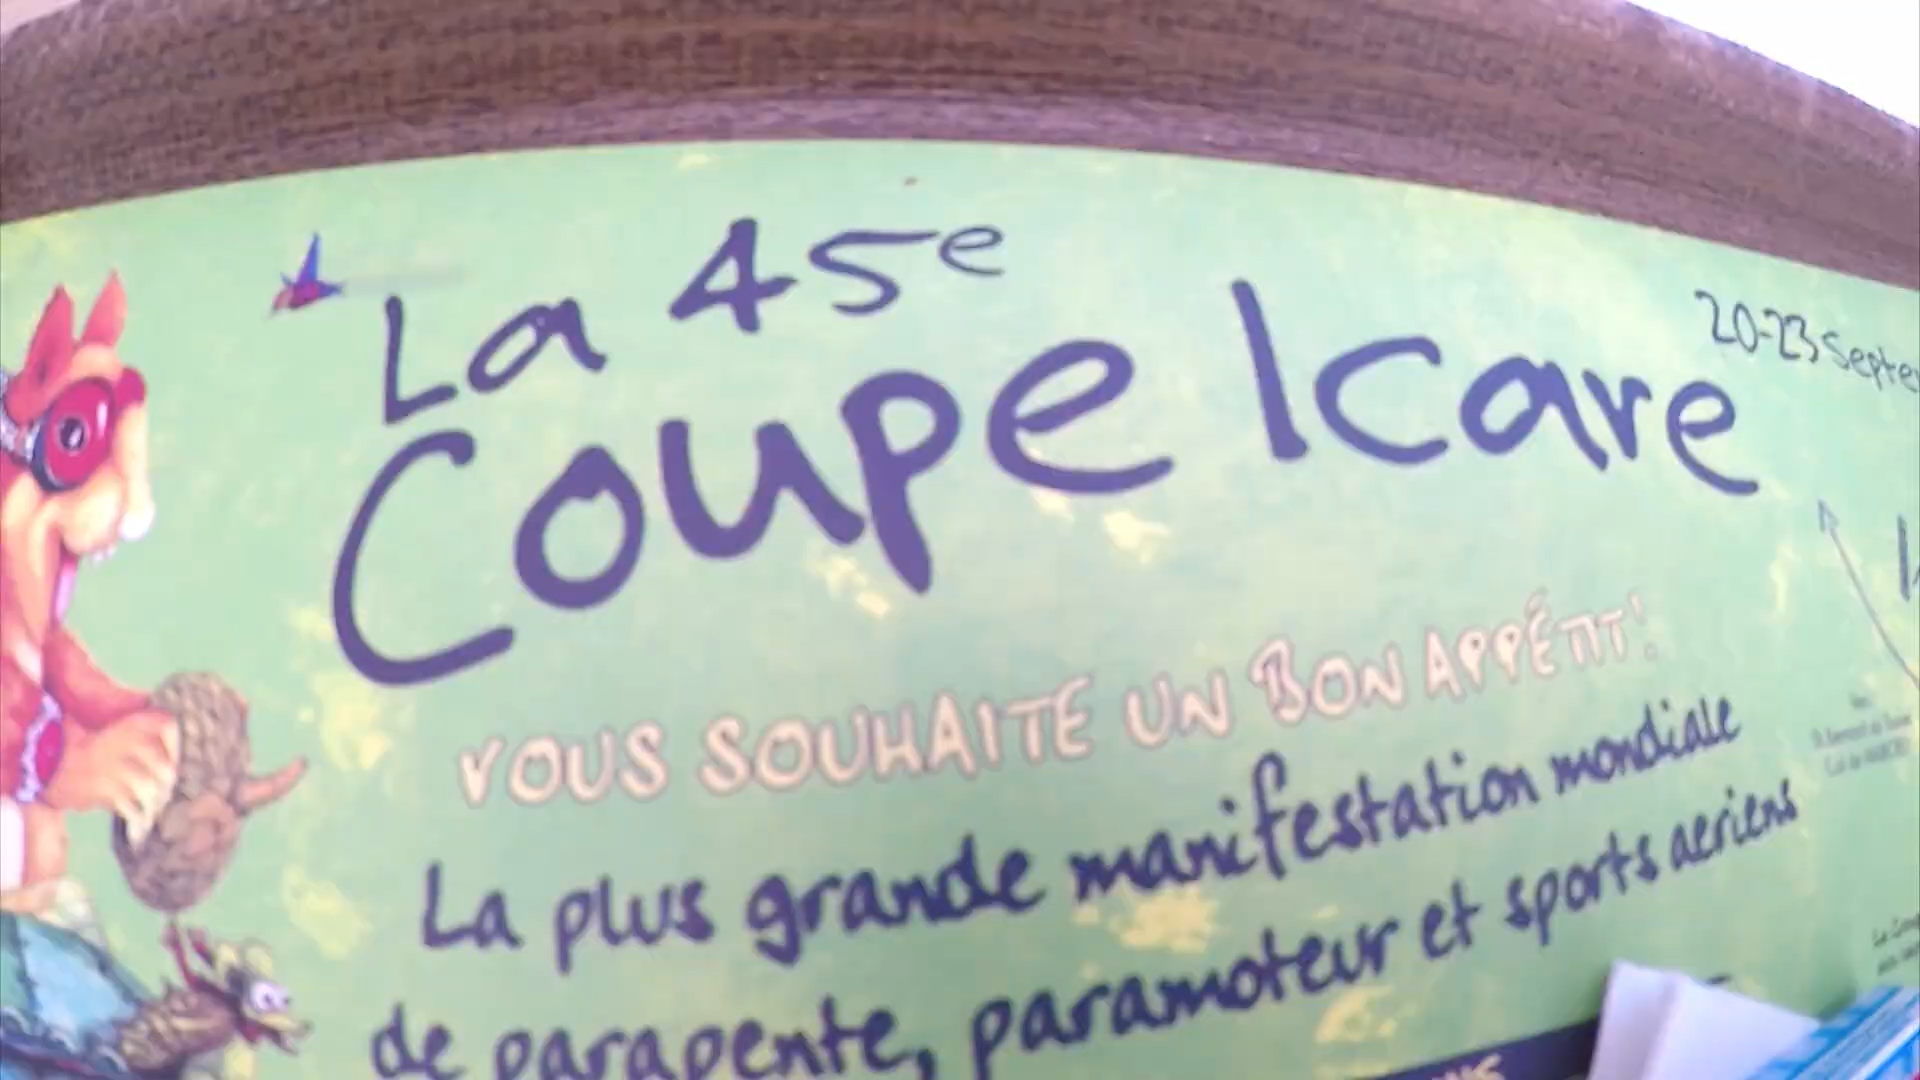 La 45e
Coupe Icare
20-23 Septe
VOUS SOUHAITE UN BON APPÉTIT!
La plus grande manifestation mondiale
de parapente, paramoteur et sports aeriens